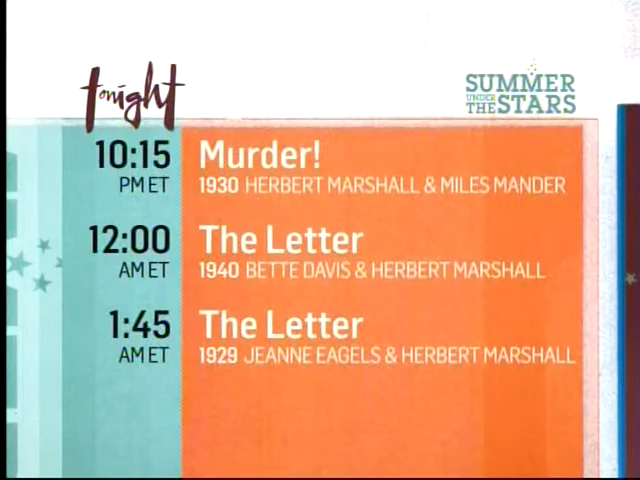 tonight
SUMMER
UNDER
THE STARS
10:15 Murder!
PM ET 1930 HERBERT MARSHALL & MILES MANDER
12:00 The Letter
AM ET 1940 BETTE DAVIS & HERBERT MARSHALL
1:45 The Letter
AM ET 1929 JEANNE EAGELS & HERBERT MARSHALL